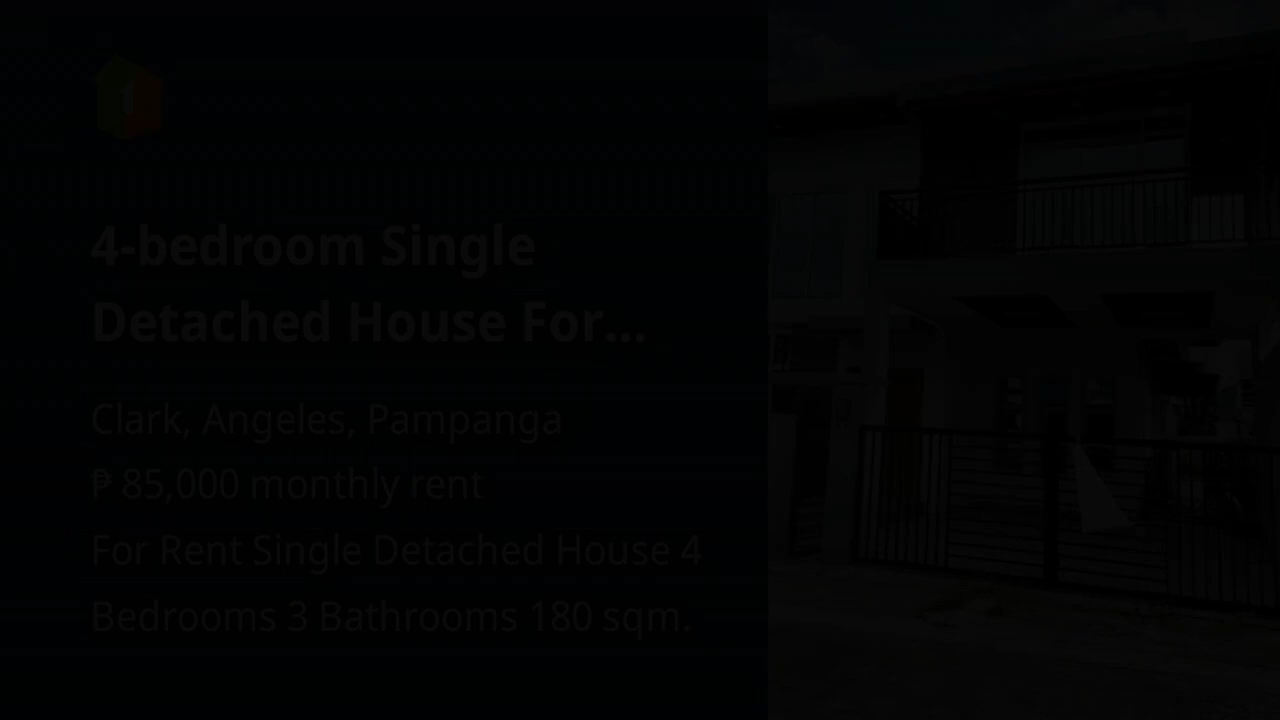 4-bedroom Single
Detached House For...
Clark, Angeles, Pampanga
₱ 85,000 monthly rent
For Rent Single Detached House 4
Bedrooms 3 Bathrooms 180 sqm.